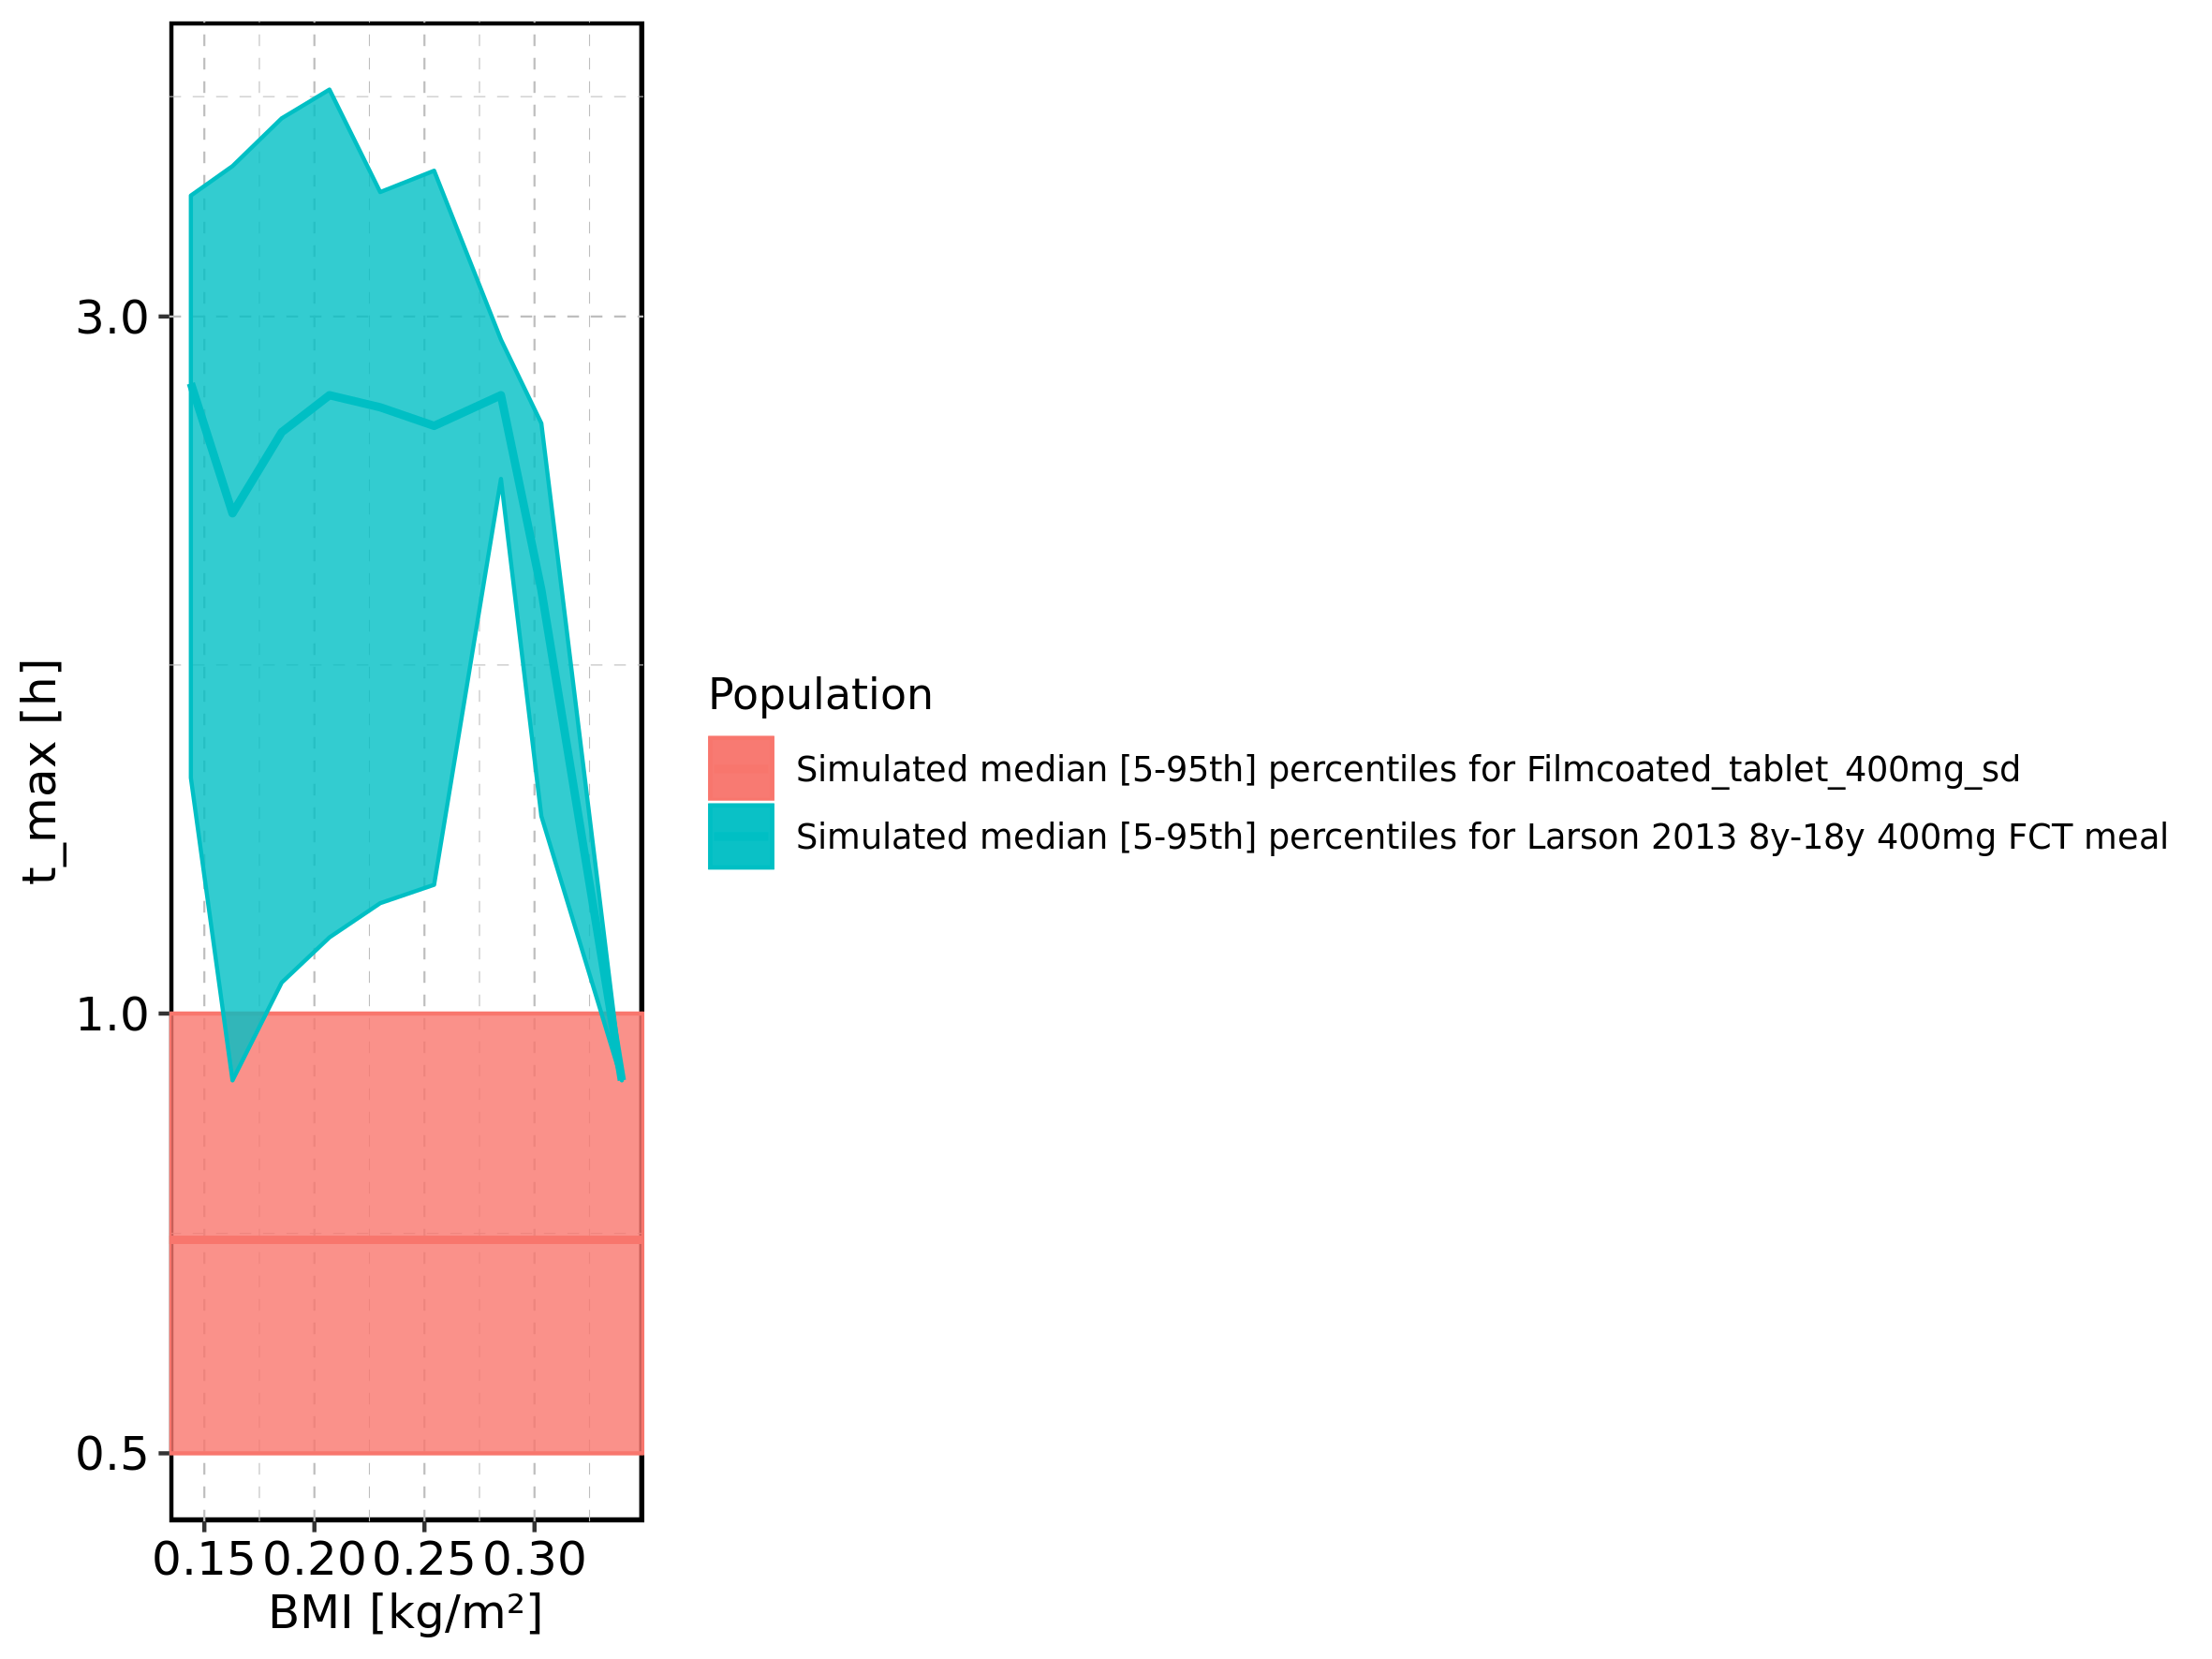 3.0
1.0
0.5
t_max [h]
0.15 0.20 0.25 0.30
BMI [kg/m²]
Population
Simulated median [5-95th] percentiles for Filmcoated_tablet_400mg_sd
Simulated median [5-95th] percentiles for Larson 2013 8y-18y 400mg FCT meal